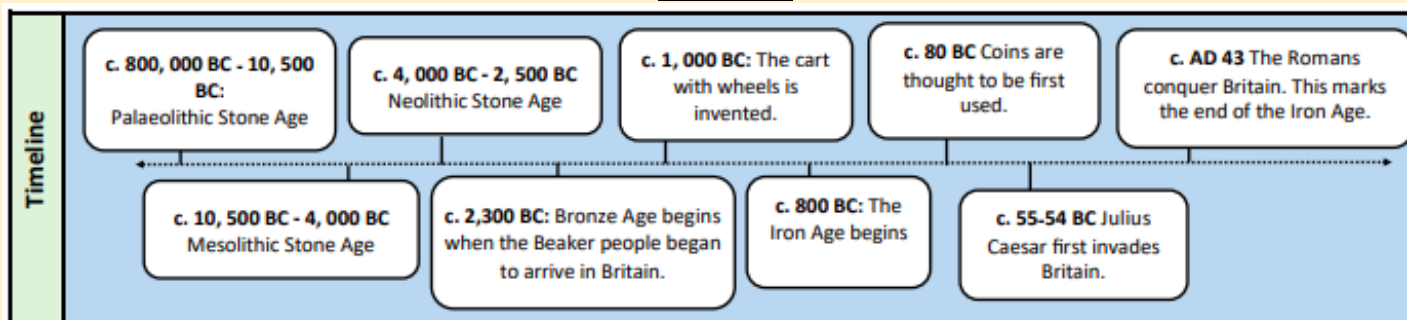 Timeline
c. 800, 000 BC - 10, 500
BC:
Palaeolithic Stone Age
c. 10, 500 BC - 4, 000 BC
Mesolithic Stone Age
c. 4, 000 BC - 2, 500 BC
Neolithic Stone Age
c. 2,300 BC: Bronze Age begins
when the Beaker people began
to arrive in Britain.
c. 1, 000 BC: The cart
with wheels is
invented.
c. 800 BC: The
Iron Age begins
c. 80 BC Coins are
thought to be first
used.
c. 55-54 BC Julius
Caesar first invades
Britain.
c. AD 43 The Romans
conquer Britain. This marks
the end of the Iron Age.